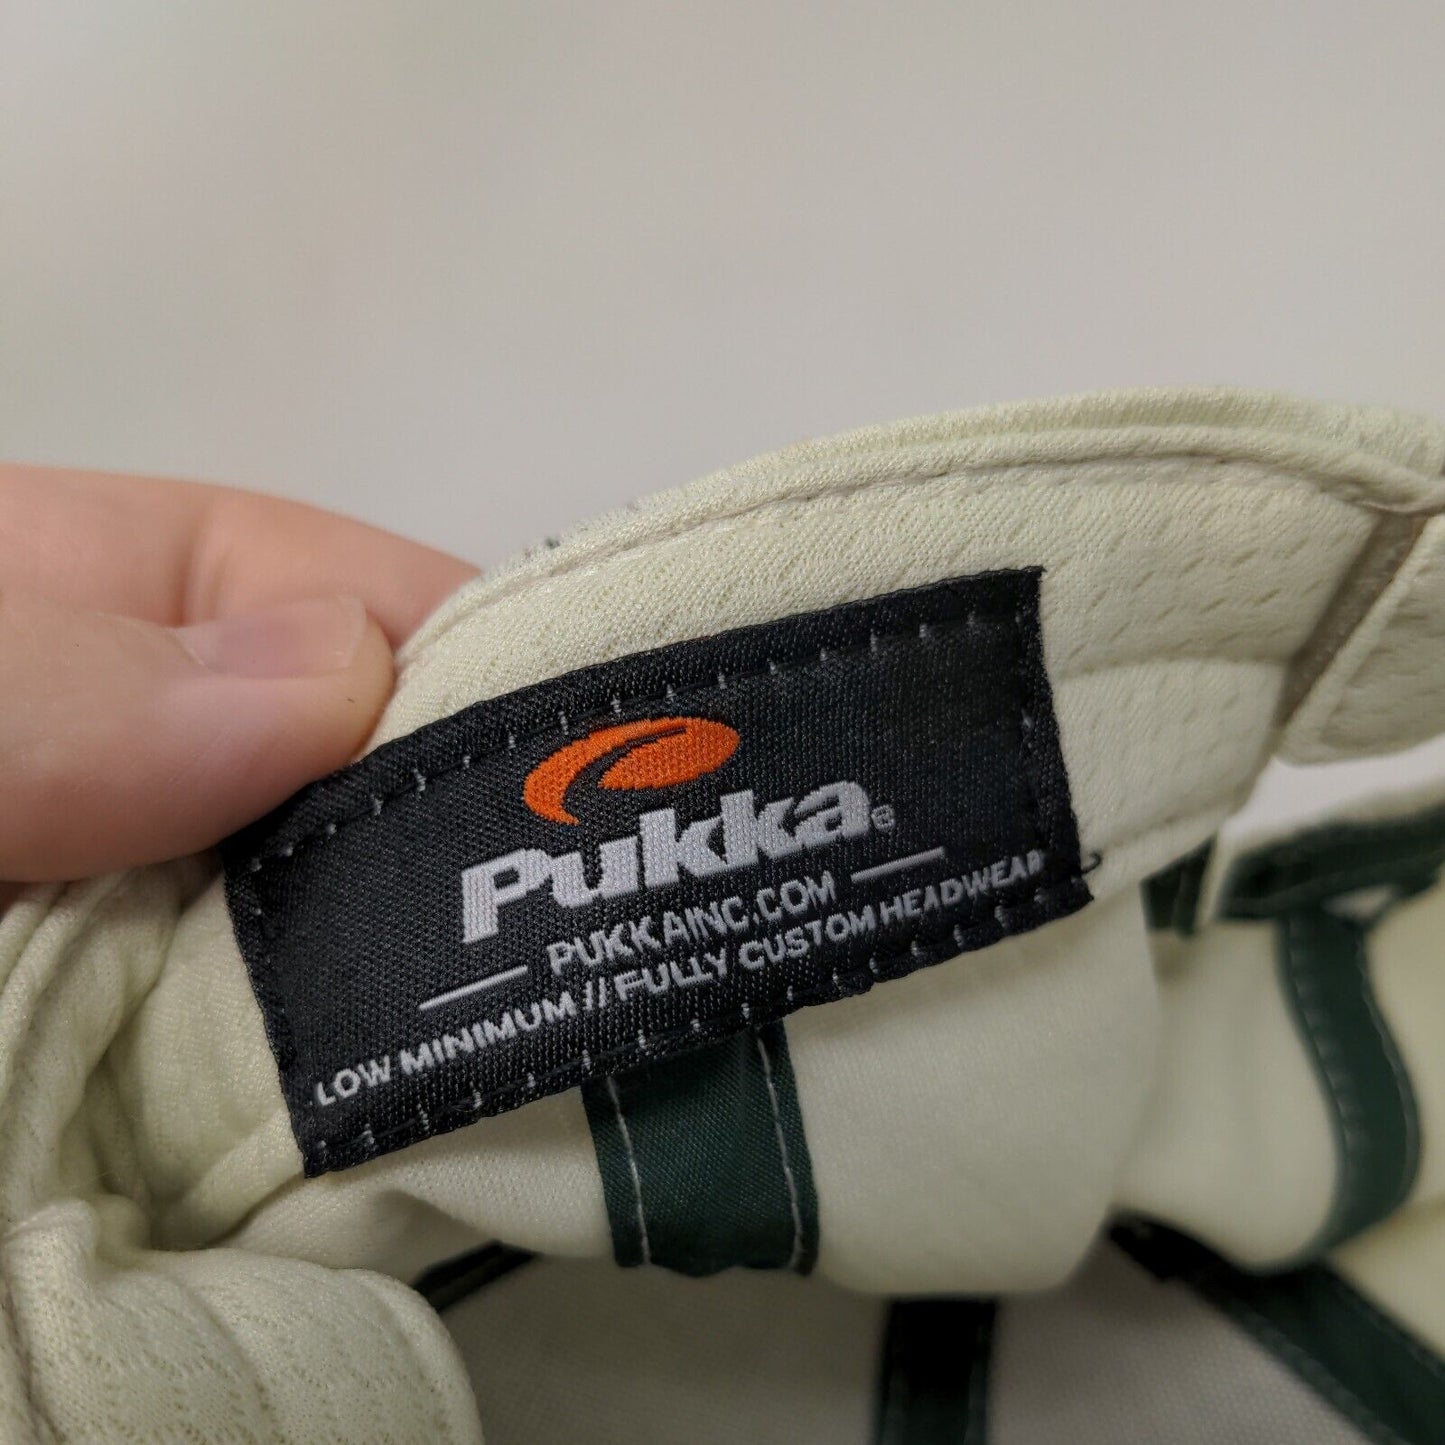 Pukka®
PUKKAINC.COM
LOW MINIMUM // FULLY CUSTOM HEADWEAR